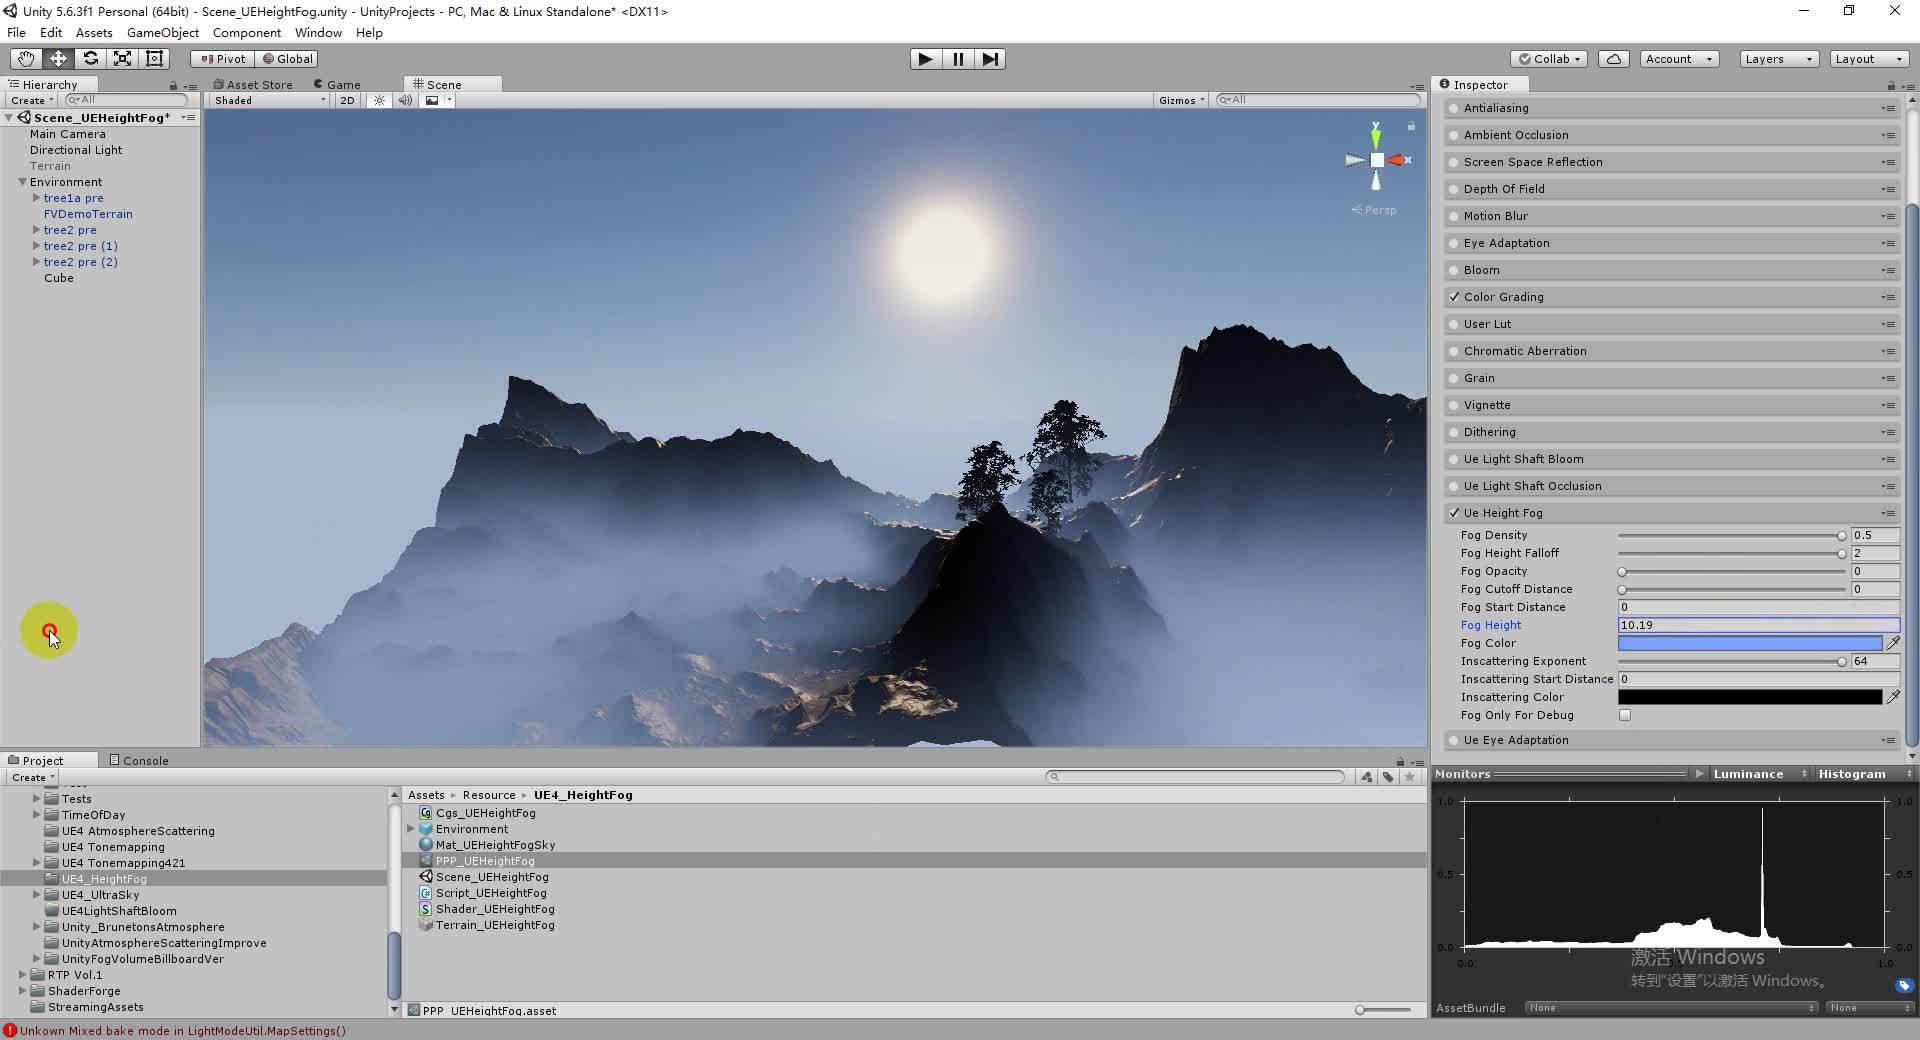 Unity 5.6.3f1 Personal (64bit) - Scene_UEHeightFog.unity - UnityProjects - PC, Mac & Linux Standalone* <DX11>
File Edit Assets GameObject Component Window Help
Pivot Global Collab Account Layers Layout
Hierarchy Asset Store Game Scene Inspector
Create All Shaded 2D Gizmos All
Scene_UEHeightFog*
Main Camera
Directional Light
Terrain
Environment
tree1a pre
FVDemoTerrain
tree2 pre
tree2 pre (1)
tree2 pre (2)
Cube
y
x
Persp
Antialiasing
Ambient Occlusion
Screen Space Reflection
Depth Of Field
Motion Blur
Eye Adaptation
Bloom
Color Grading
User Lut
Chromatic Aberration
Grain
Vignette
Dithering
Ue Light Shaft Bloom
Ue Light Shaft Occlusion
Ue Height Fog
Fog Density 0.5
Fog Height Falloff 2
Fog Opacity 0
Fog Cutoff Distance 0
Fog Start Distance 0
Fog Height 10.19
Fog Color
Inscattering Exponent 64
Inscattering Start Distance 0
Inscattering Color
Fog Only For Debug
Ue Eye Adaptation
Project Console
Create
Tests
TimeOfDay
UE4 AtmosphereScattering
UE4 Tonemapping
UE4 Tonemapping421
UE4_HeightFog
UE4_UltraSky
UE4LightShaftBloom
Unity_BrunetonsAtmosphere
UnityAtmosphereScatteringImprove
UnityFogVolumeBillboardVer
RTP Vol.1
ShaderForge
StreamingAssets
Assets Resource UE4_HeightFog
Cgs_UEHeightFog
Environment
Mat_UEHeightFogSky
PPP_UEHeightFog
Scene_UEHeightFog
Script_UEHeightFog
Shader_UEHeightFog
Terrain_UEHeightFog
PPP_UEHeightFog.asset
Monitors Luminance Histogram
1.0 1.0
0.5 0.5
0.0 0.0
0.0 1.0
激活 Windows
转到"设置"以激活 Windows。
AssetBundle None None
Unkown Mixed bake mode in LightModeUtil.MapSettings()